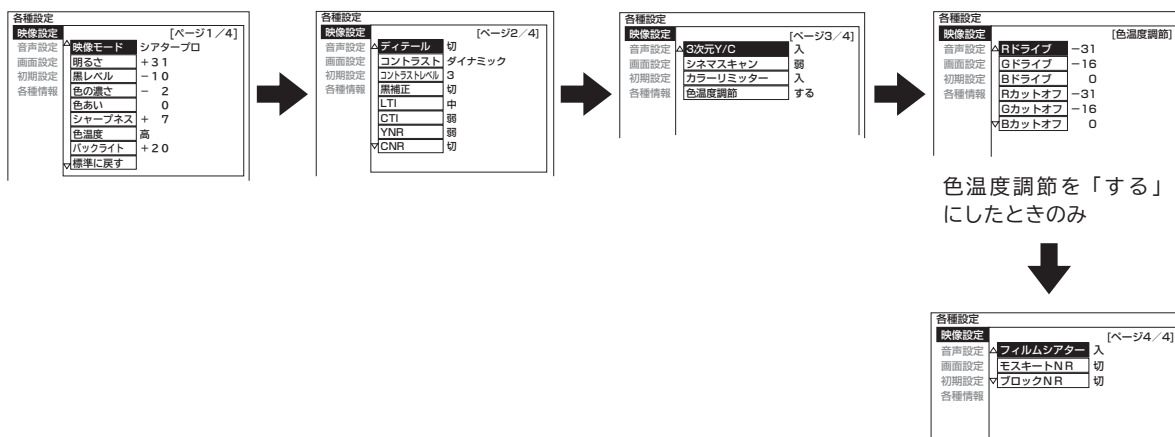 各種設定
映像設定 [ページ1／4]
音声設定 △ 映像モード シアタープロ
画面設定 明るさ ＋31
初期設定 黒レベル －10
各種情報 色の濃さ － 2
色あい 0
シャープネス ＋ 7
色温度 高
バックライト ＋20
▽ 標準に戻す
各種設定
映像設定 [ページ2／4]
音声設定 △ ディテール 切
画面設定 コントラスト ダイナミック
初期設定 コントラストレベル 3
各種情報 黒補正 切
LTI 中
CTI 弱
YNR 弱
▽ CNR 切
各種設定
映像設定 [ページ3／4]
音声設定 △ 3次元Y/C 入
画面設定 シネマスキャン 弱
初期設定 カラーリミッター 入
各種情報 色温度調節 する
各種設定
映像設定 [色温度調節]
音声設定 △ Rドライブ －31
画面設定 Gドライブ －16
初期設定 Bドライブ 0
各種情報 Rカットオフ －31
Gカットオフ －16
▽ Bカットオフ 0
色温度調節を「する」
にしたときのみ
各種設定
映像設定 [ページ4／4]
音声設定 △ フィルムシアター 入
画面設定 モスキートNR 切
初期設定 ▽ ブロックNR 切
各種情報